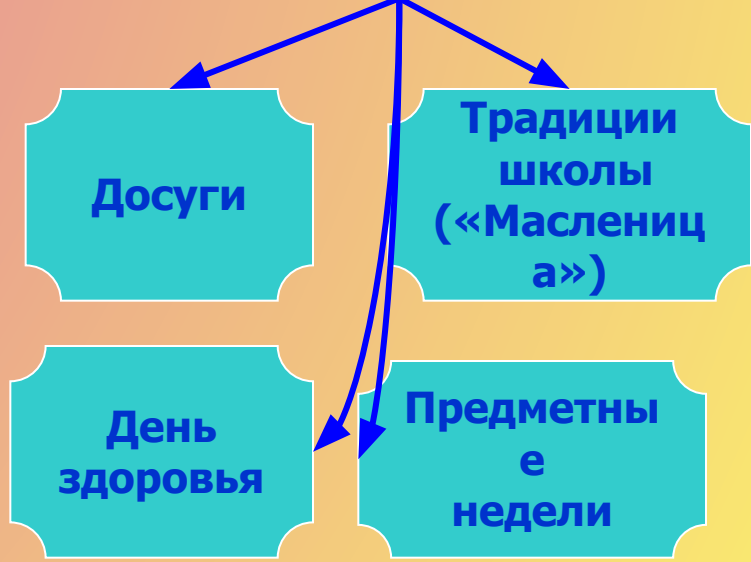 Досуги
Традиции
школы
(«Маслениц
а»)
День
здоровья
Предметны
е
недели